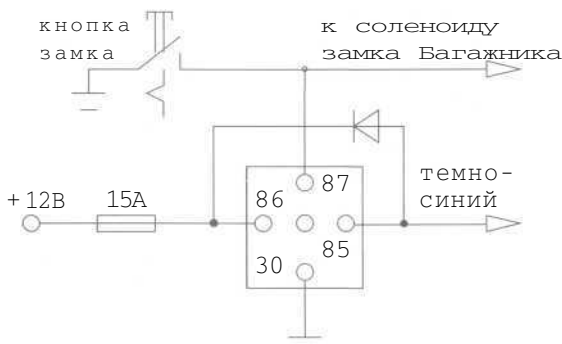 кнопка
замка
к соленоиду
замка Багажника
87
темно-
синий
+12В
15А
86
85
30